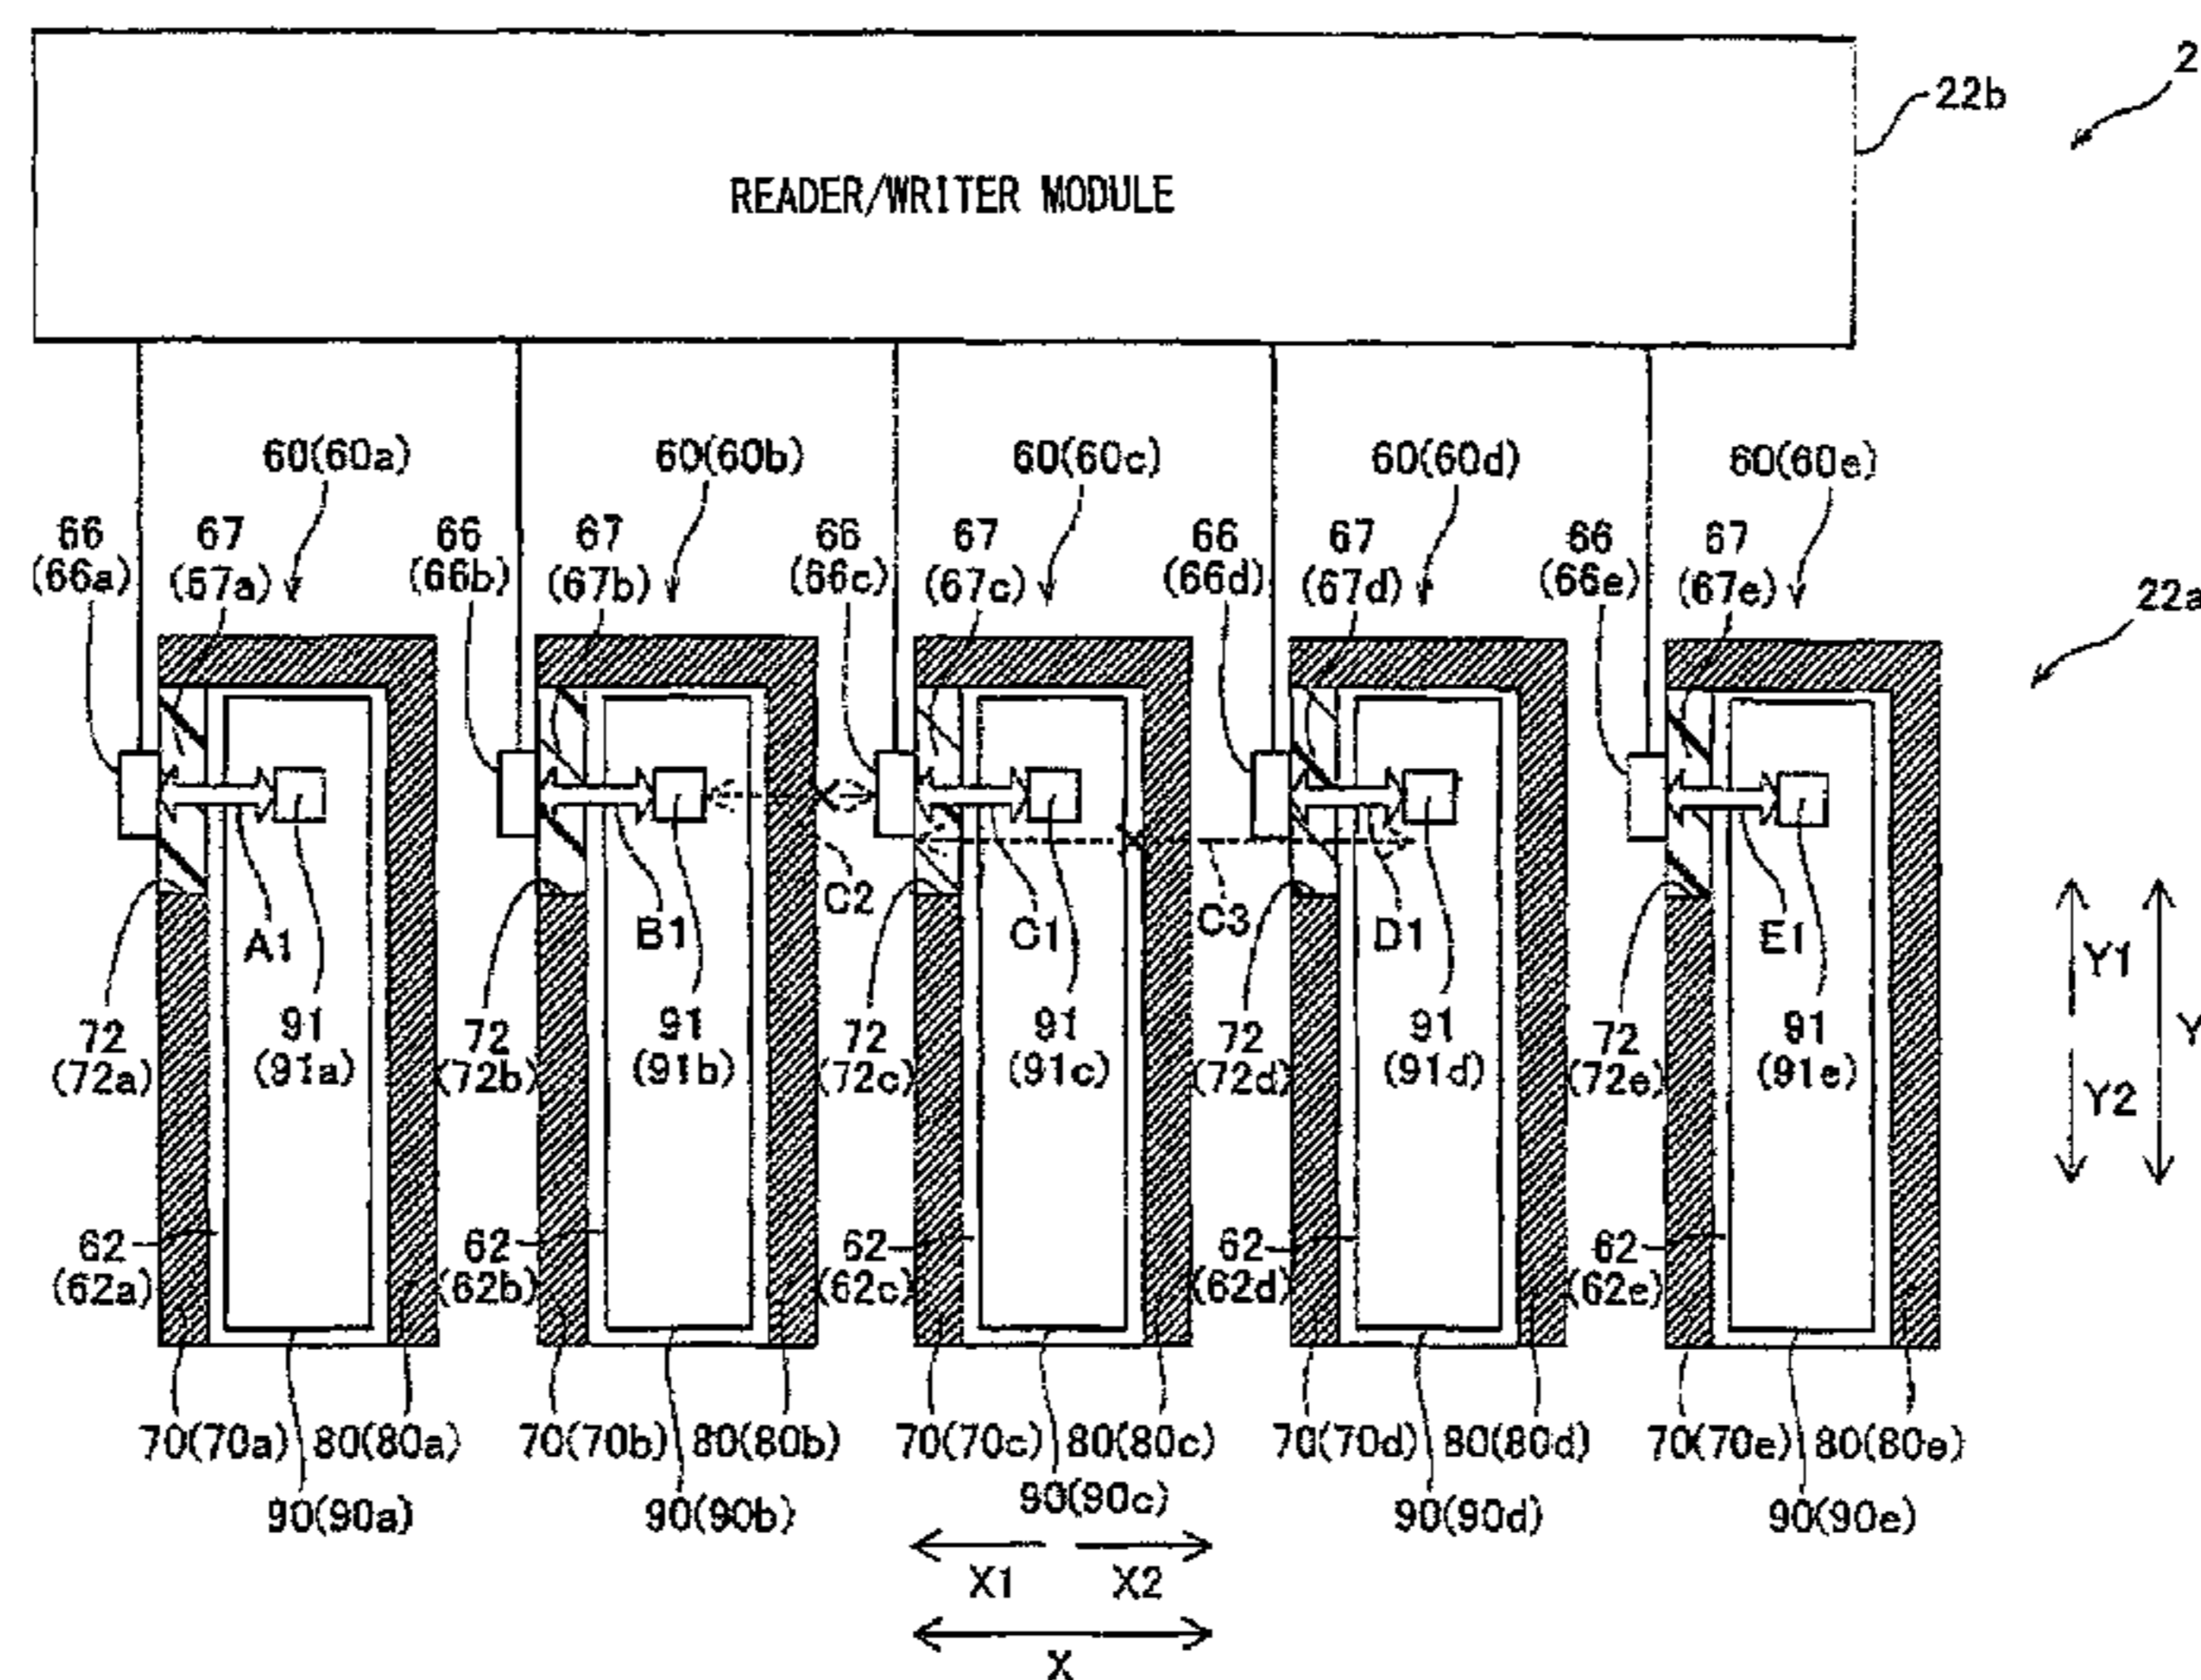 2
22b
READER/WRITER MODULE
60(60a) 60(60b) 60(60c) 60(60d) 60(60e)
66 67 66 67 66 67 66 67 66 67
(66a) (67a) (66b) (67b) (66c) (67c) (66d) (67d) (66e) (67e)
22a
A1 B1 C2 C1 C3 D1 E1
Y1
Y
Y2
72 91 72 91 72 91 72 91 72 91
(72a) (91a) (72b) (91b) (72c) (91c) (72d) (91d) (72e) (91e)
62 62 62 62 62
(62a) (62b) (62c) (62d) (62e)
70(70a) 80(80a) 70(70b) 80(80b) 70(70c) 80(80c) 70(70d) 80(80d) 70(70e) 80(80e)
90(90a) 90(90b) 90(90c) 90(90d) 90(90e)
X1 X2
X